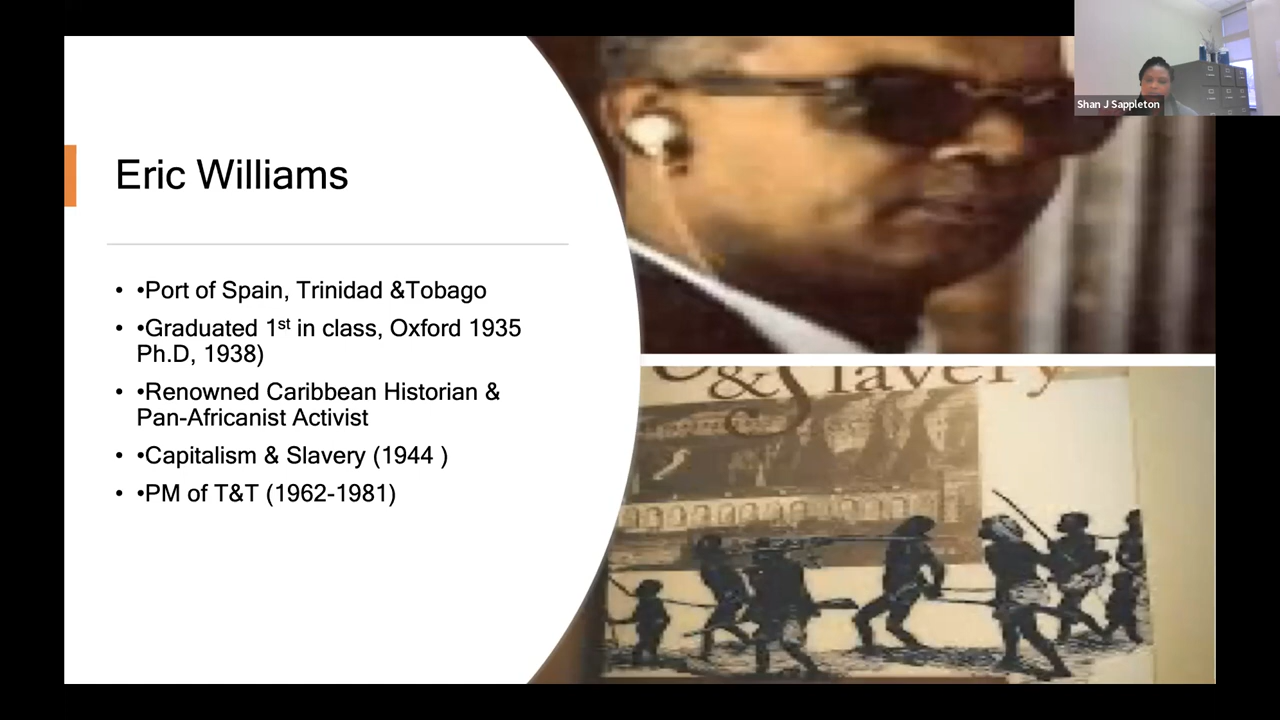 Shan J Sappleton
Eric Williams
• •Port of Spain, Trinidad &Tobago
• •Graduated 1st in class, Oxford 1935
Ph.D, 1938)
• •Renowned Caribbean Historian &
Pan-Africanist Activist
• •Capitalism & Slavery (1944 )
• •PM of T&T (1962-1981)
& Slavery